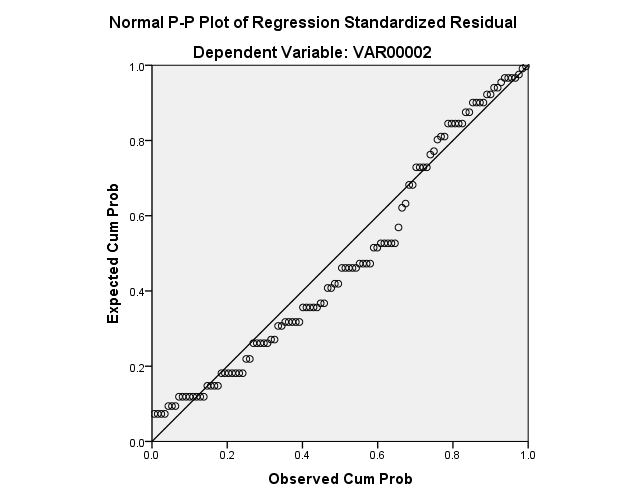 Normal P-P Plot of Regression Standardized Residual
Dependent Variable: VAR00002
1.0
0.8
0.6
0.4
0.2
0.0
Expected Cum Prob
0.0 0.2 0.4 0.6 0.8 1.0
Observed Cum Prob